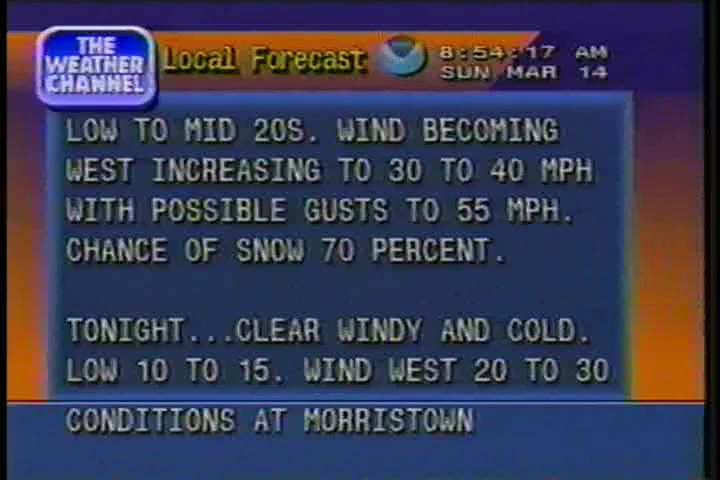 THE
WEATHER
CHANNEL
Local Forecast
8:54:17 AM
SUN MAR 14
LOW TO MID 20S. WIND BECOMING
WEST INCREASING TO 30 TO 40 MPH
WITH POSSIBLE GUSTS TO 55 MPH.
CHANCE OF SNOW 70 PERCENT.
TONIGHT...CLEAR WINDY AND COLD.
LOW 10 TO 15. WIND WEST 20 TO 30
CONDITIONS AT MORRISTOWN